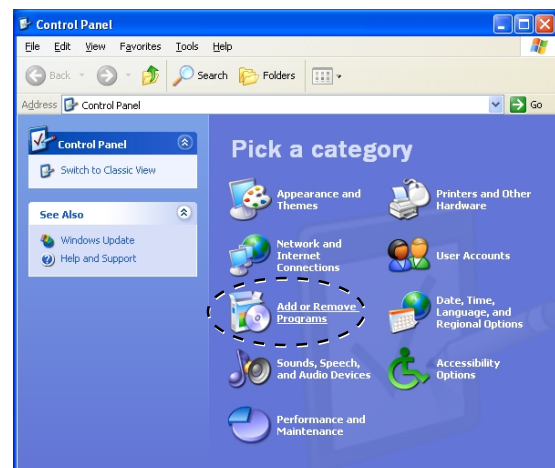 Control Panel
File Edit View Favorites Tools Help
Back Search Folders
Address Control Panel Go
Control Panel
Switch to Classic View
See Also
Windows Update
Help and Support
Pick a category
Appearance and
Themes
Printers and Other
Hardware
Network and
Internet
Connections
User Accounts
Add or Remove
Programs
Date, Time,
Language, and
Regional Options
Sounds, Speech,
and Audio Devices
Accessibility
Options
Performance and
Maintenance